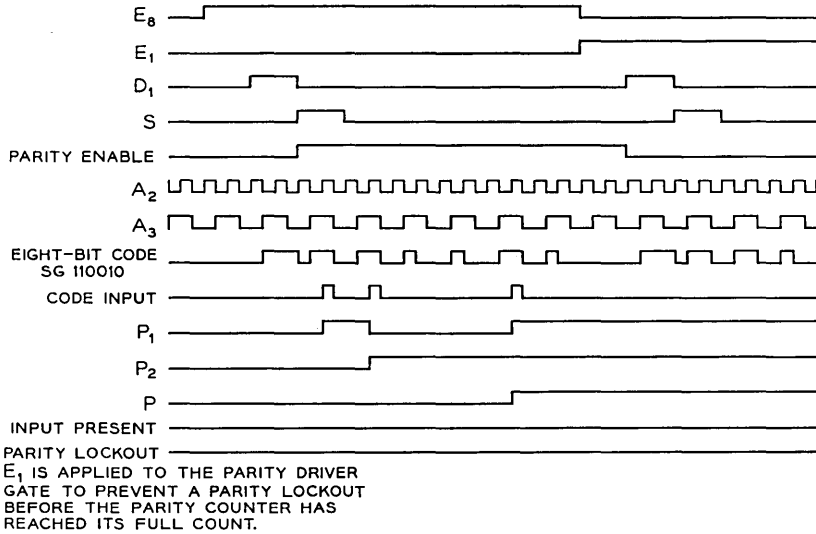 E8
E1
D1
S
PARITY ENABLE
A2
A3
EIGHT-BIT CODE
SG 110010
CODE INPUT
P1
P2
P
INPUT PRESENT
PARITY LOCKOUT
E1 IS APPLIED TO THE PARITY DRIVER
GATE TO PREVENT A PARITY LOCKOUT
BEFORE THE PARITY COUNTER HAS
REACHED ITS FULL COUNT.